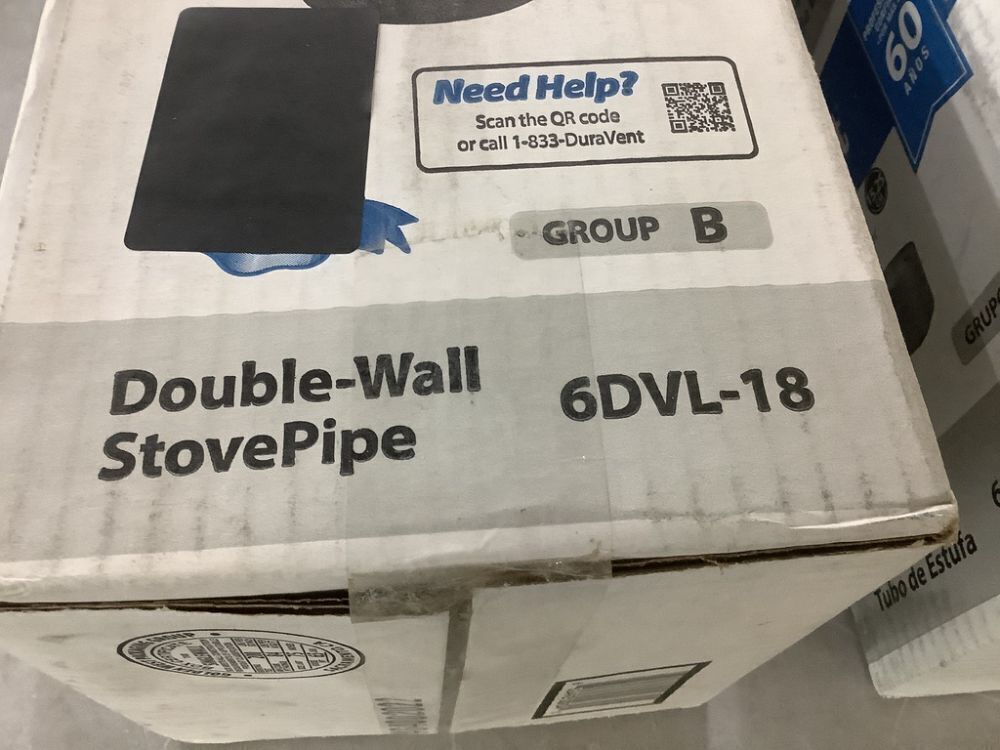 Need Help?
Scan the QR code
or call 1-833-DuraVent
GROUP B
Double-Wall
StovePipe
6DVL-18
60
AÑOS
Tubo de Estufa